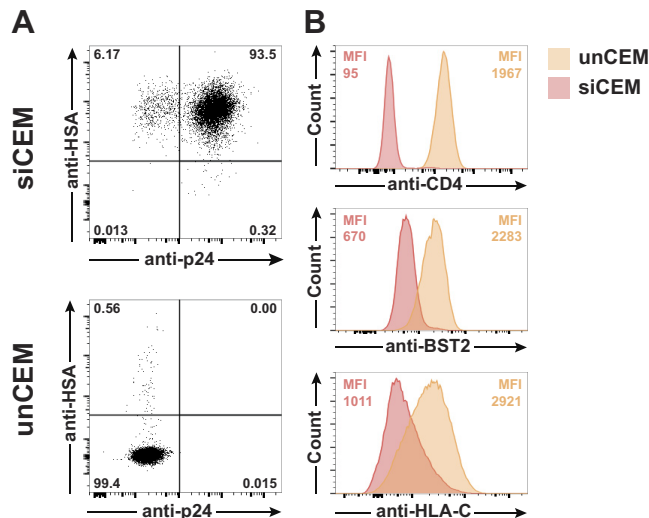 A
siCEM
6.17 93.5
anti-HSA
0.013 0.32
anti-p24
unCEM
0.56 0.00
anti-HSA
99.4 0.015
anti-p24
B
MFI MFI
95 1967
Count
anti-CD4
MFI MFI
670 2283
Count
anti-BST2
MFI MFI
1011 2921
Count
anti-HLA-C
unCEM
siCEM